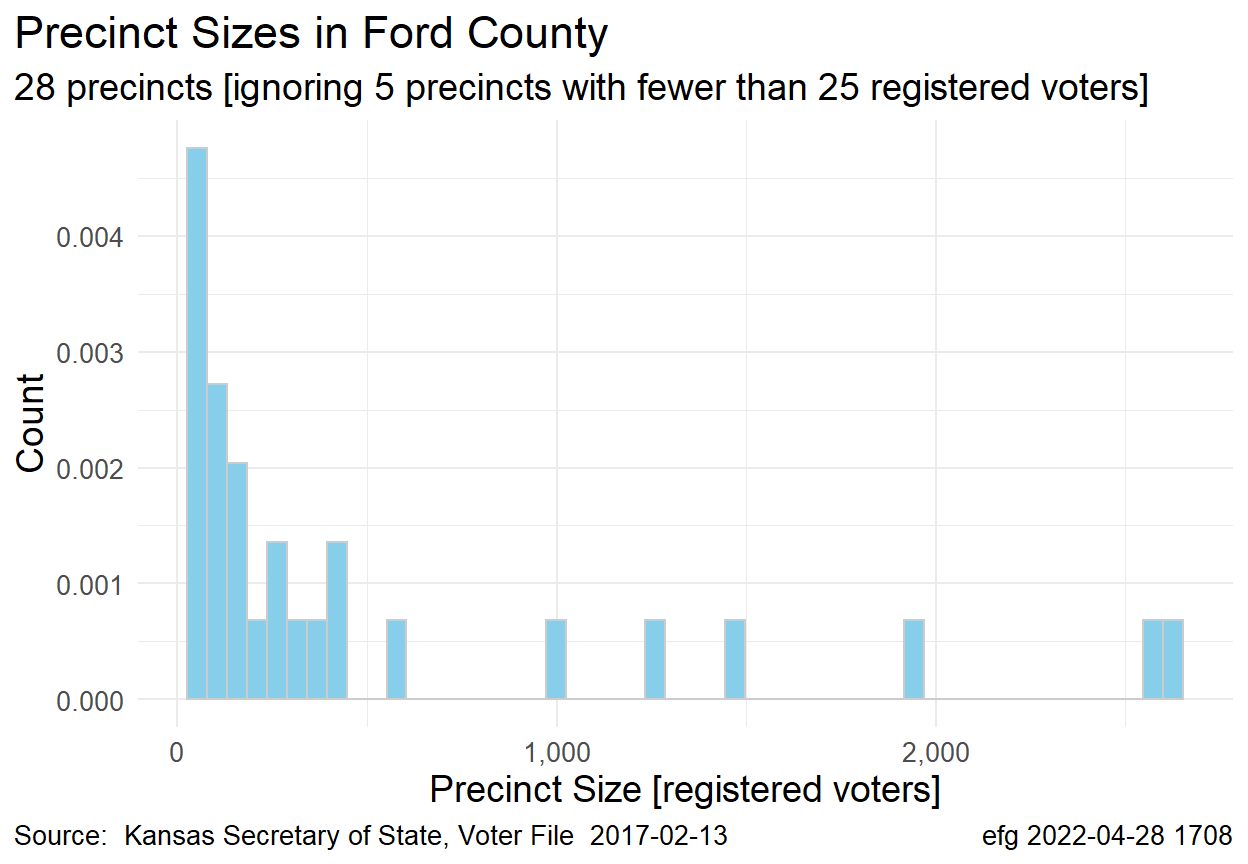 Precinct Sizes in Ford County
28 precincts [ignoring 5 precincts with fewer than 25 registered voters]
Count
0.004
0.003
0.002
0.001
0.000
0 1,000 2,000
Precinct Size [registered voters]
Source:  Kansas Secretary of State, Voter File  2017-02-13 efg 2022-04-28 1708